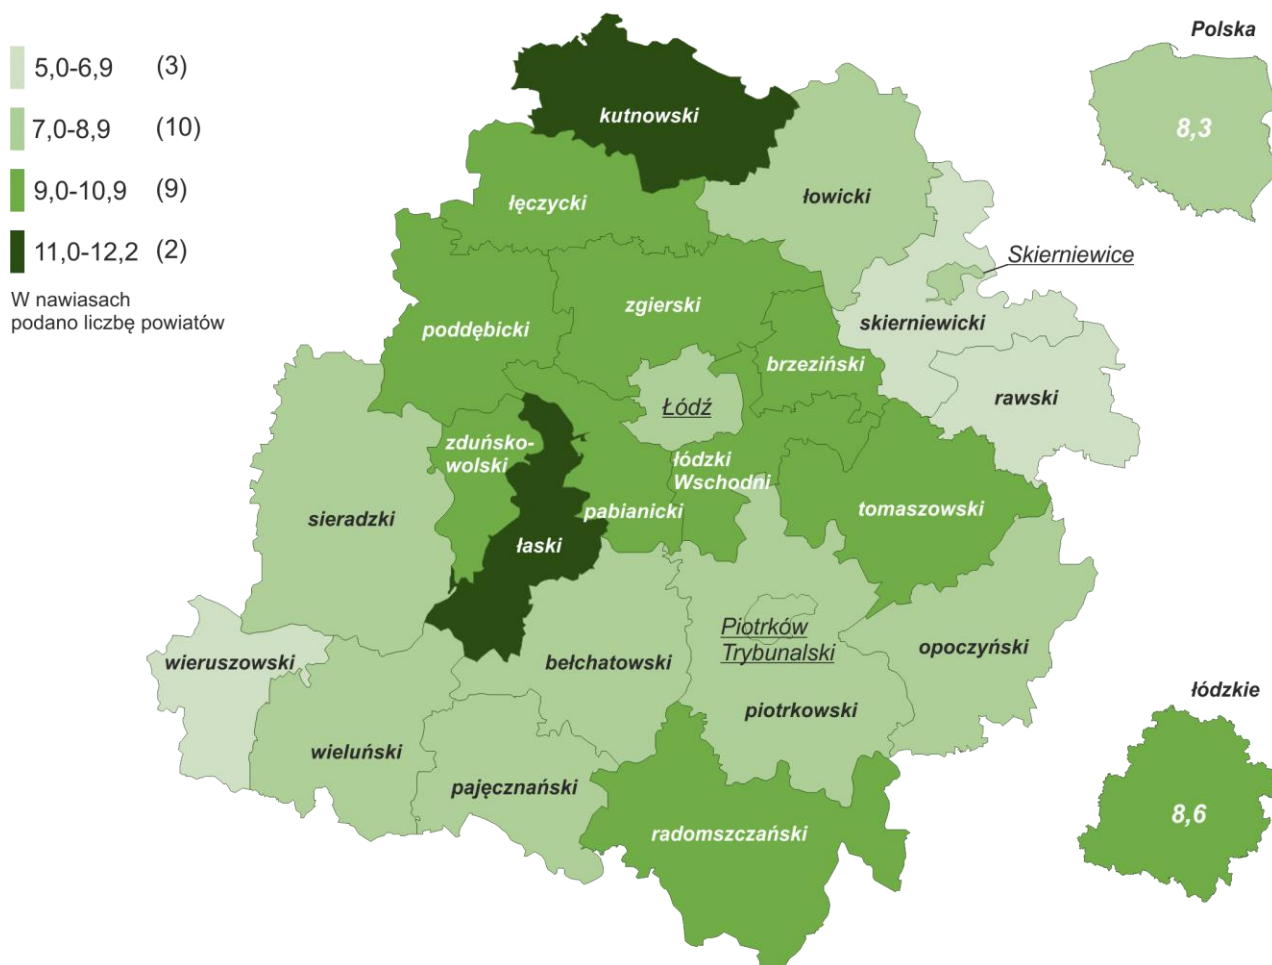 5,0-6,9 (3)
7,0-8,9 (10)
9,0-10,9 (9)
11,0-12,2 (2)
W nawiasach
podano liczbę powiatów
Polska
8,3
kutnowski
łęczycki
łowicki
Skierniewice
zgierski
skierniewicki
poddębicki
brzeziński
rawski
Łódź
zduńsko-
wolski
łódzki
Wschodni
sieradzki
pabianicki
tomaszowski
łaski
Piotrków
Trybunalski
opoczyński
wieruszowski
bełchatowski
piotrkowski
wieluński
pajęcznański
radomszczański
łódzkie
8,6